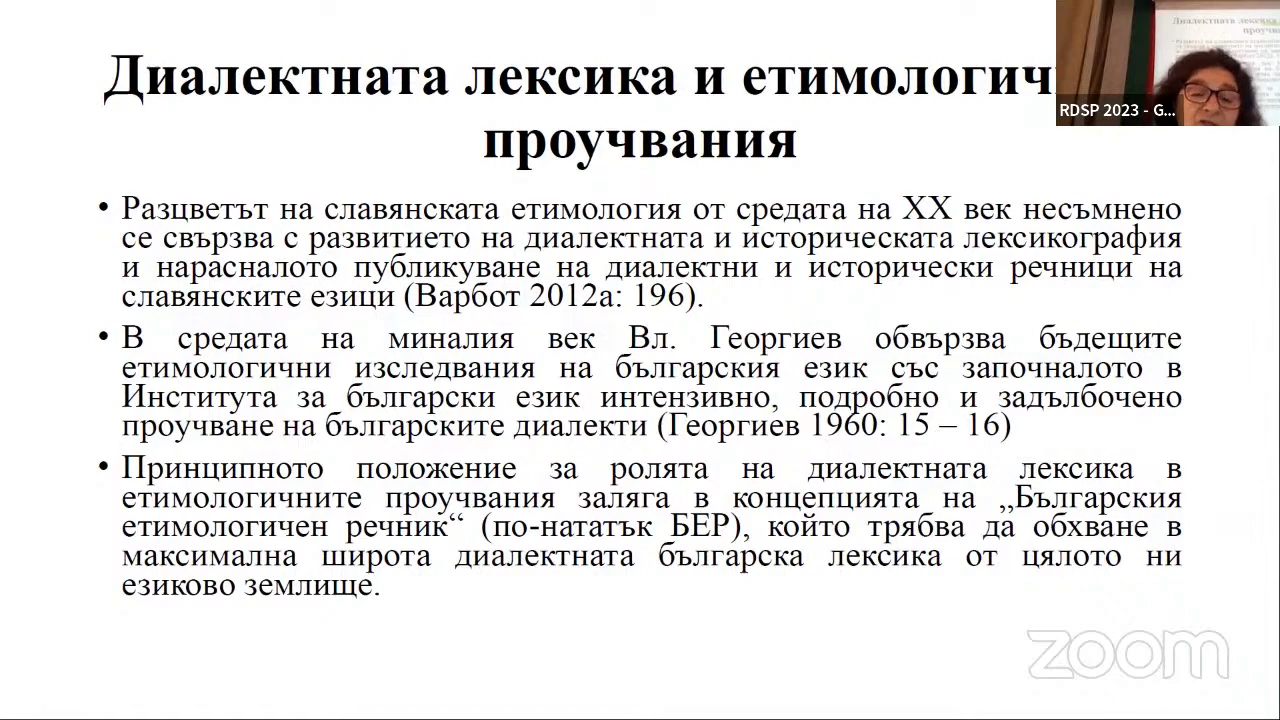 Диалектната лексика и етимологич
проучвания
RDSP 2023 - G...
• Разцветът на славянската етимология от средата на XX век несъмнено
се свързва с развитието на диалектната и историческата лексикография
и нарасналото публикуване на диалектни и исторически речници на
славянските езици (Варбот 2012а: 196).
• В средата на миналия век Вл. Георгиев обвързва бъдещите
етимологични изследвания на българския език със започналото в
Института за български език интензивно, подробно и задълбочено
проучване на българските диалекти (Георгиев 1960: 15 – 16)
• Принципното положение за ролята на диалектната лексика в
етимологичните проучвания заляга в концепцията на „Българския
етимологичен речник“ (по-нататък БЕР), който трябва да обхване в
максимална широта диалектната българска лексика от цялото ни
езиково землище.
zoom